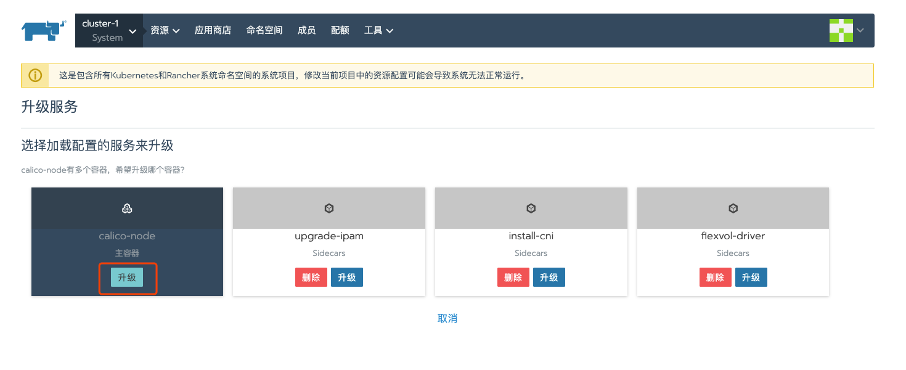 cluster-1
System
资源 应用商店 命名空间 成员 配额 工具
这是包含所有Kubernetes和Rancher系统命名空间的系统项目，修改当前项目中的资源配置可能会导致系统无法正常运行。
升级服务
选择加载配置的服务来升级
calico-node有多个容器，希望升级哪个容器?
calico-node
主容器
升级
upgrade-ipam
Sidecars
删除 升级
install-cni
Sidecars
删除 升级
flexvol-driver
Sidecars
删除 升级
取消